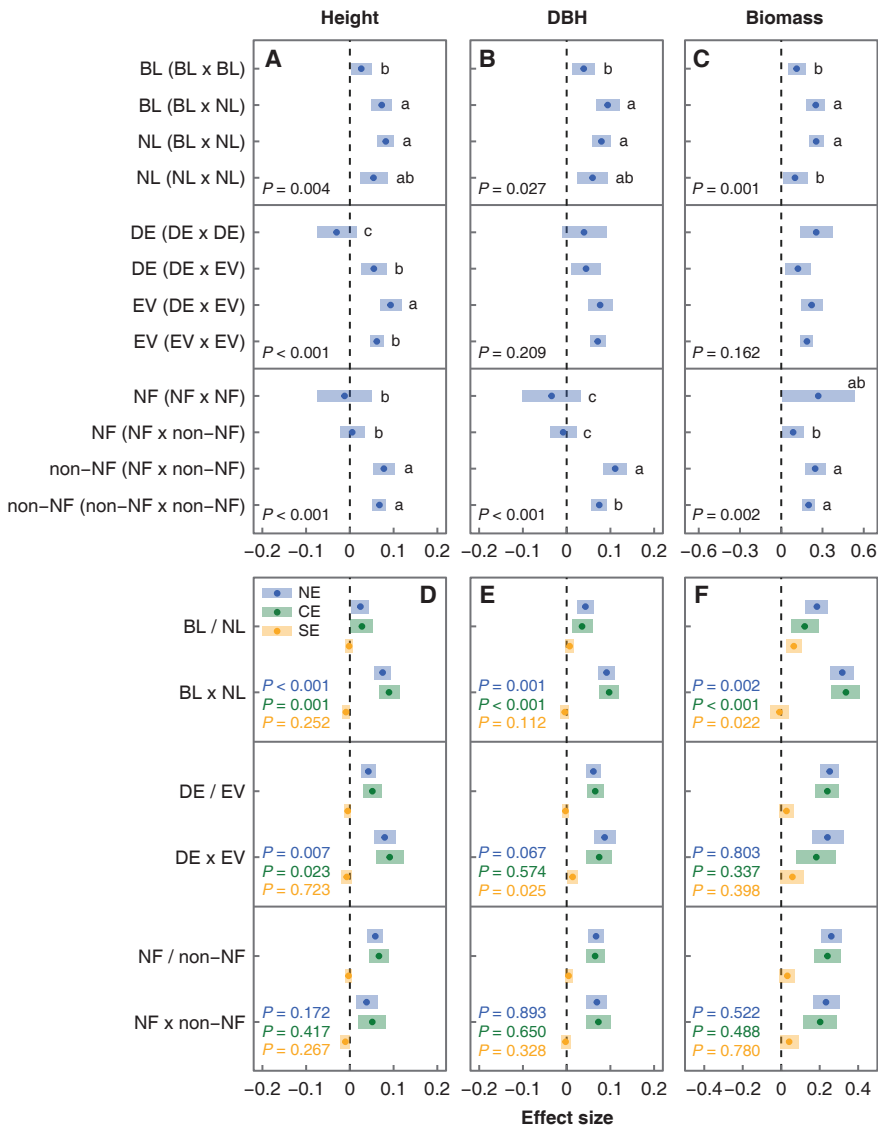 Height DBH Biomass
A B C
BL (BL x BL) b b b
BL (BL x NL) a a a
NL (BL x NL) a a a
NL (NL x NL) ab ab b
P = 0.004 P = 0.027 P = 0.001
DE (DE x DE) c
DE (DE x EV) b
EV (DE x EV) a
EV (EV x EV) b
P < 0.001 P = 0.209 P = 0.162
NF (NF x NF) b c ab
NF (NF x non−NF) b c b
non−NF (NF x non−NF) a a a
non−NF (non−NF x non−NF) a b a
P < 0.001 P < 0.001 P = 0.002
−0.2 −0.1 0 0.1 0.2 −0.2 −0.1 0 0.1 0.2 −0.6 −0.3 0 0.3 0.6
NE D E F
CE
SE
BL / NL
BL x NL
P < 0.001 P = 0.001 P = 0.002
P = 0.001 P < 0.001 P < 0.001
P = 0.252 P = 0.112 P = 0.022
DE / EV
DE x EV
P = 0.007 P = 0.067 P = 0.803
P = 0.023 P = 0.574 P = 0.337
P = 0.723 P = 0.025 P = 0.398
NF / non−NF
NF x non−NF
P = 0.172 P = 0.893 P = 0.522
P = 0.417 P = 0.650 P = 0.488
P = 0.267 P = 0.328 P = 0.780
−0.2 −0.1 0 0.1 0.2 −0.2 −0.1 0 0.1 0.2 −0.4 −0.2 0 0.2 0.4
Effect size